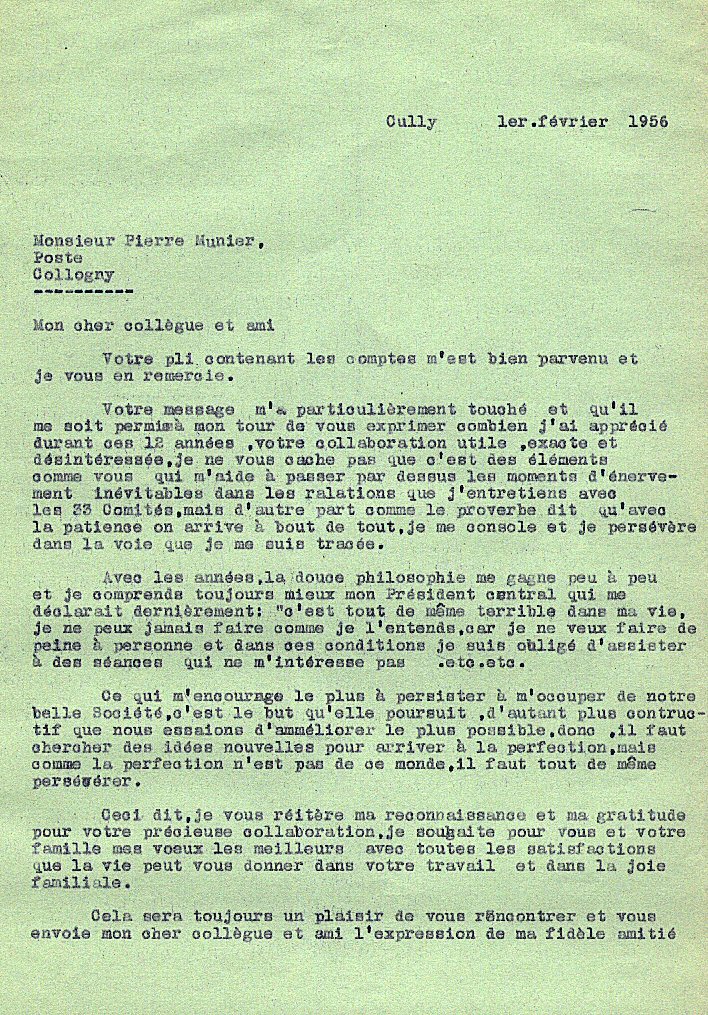 Cully 1er.février 1956
Monsieur Pierre Munier,
Poste
Collogny
----------
Mon cher collègue et ami
Votre pli contenant les comptes m'est bien parvenu et
je vous en remercie.
Votre message m'a particulièrement touché et qu'il
me soit permisà mon tour de vous exprimer combien j'ai apprécié
durant ces 12 années ,votre collaboration utile ,exacte et
désintéressée,je ne vous cache pas que c'est des éléments
comme vous qui m'aide à passer par dessus les moments d'énerve-
ment inévitables dans les ralations que j'entretiens avec
les 33 Comités,mais d'autre part comme le proverbe dit qu'avec
la patience on arrive à bout de tout,je me console et je persévère
dans la voie que je me suis tracée.
Avec les années,la douce philosophie me gagne peu à peu
et je comprends toujours mieux mon Président central qui me
déclarait dernièrement: "c'est tout de même terrible dans ma vie,
je ne peux jamais faire comme je l'entends,car je ne veux faire de
peine à personne et dans ces conditions je suis obligé d'assister
à des séances qui ne m'intéresse pas .etc.etc.
Ce qui m'encourage le plus à persister à m'occuper de notre
belle Société,c'est le but qu'elle poursuit ,d'autant plus contruc-
tif que nous essaions d'amméliorer le plus possible,donc ,il faut
chercher des idées nouvelles pour arriver à la perfection,mais
comme la perfection n'est pas de ce monde,il faut tout de même
persévérer.
Ceci dit,je vous réitère ma reconnaissance et ma gratitude
pour votre précieuse collaboration,je souhaite pour vous et votre
famille mes voeux les meilleurs avec toutes les satisfactions
que la vie peut vous donner dans votre travail et dans la joie
familiale.
Cela sera toujours un plaisir de vous rencontrer et vous
envoie mon cher collègue et ami l'expression de ma fidèle amitié